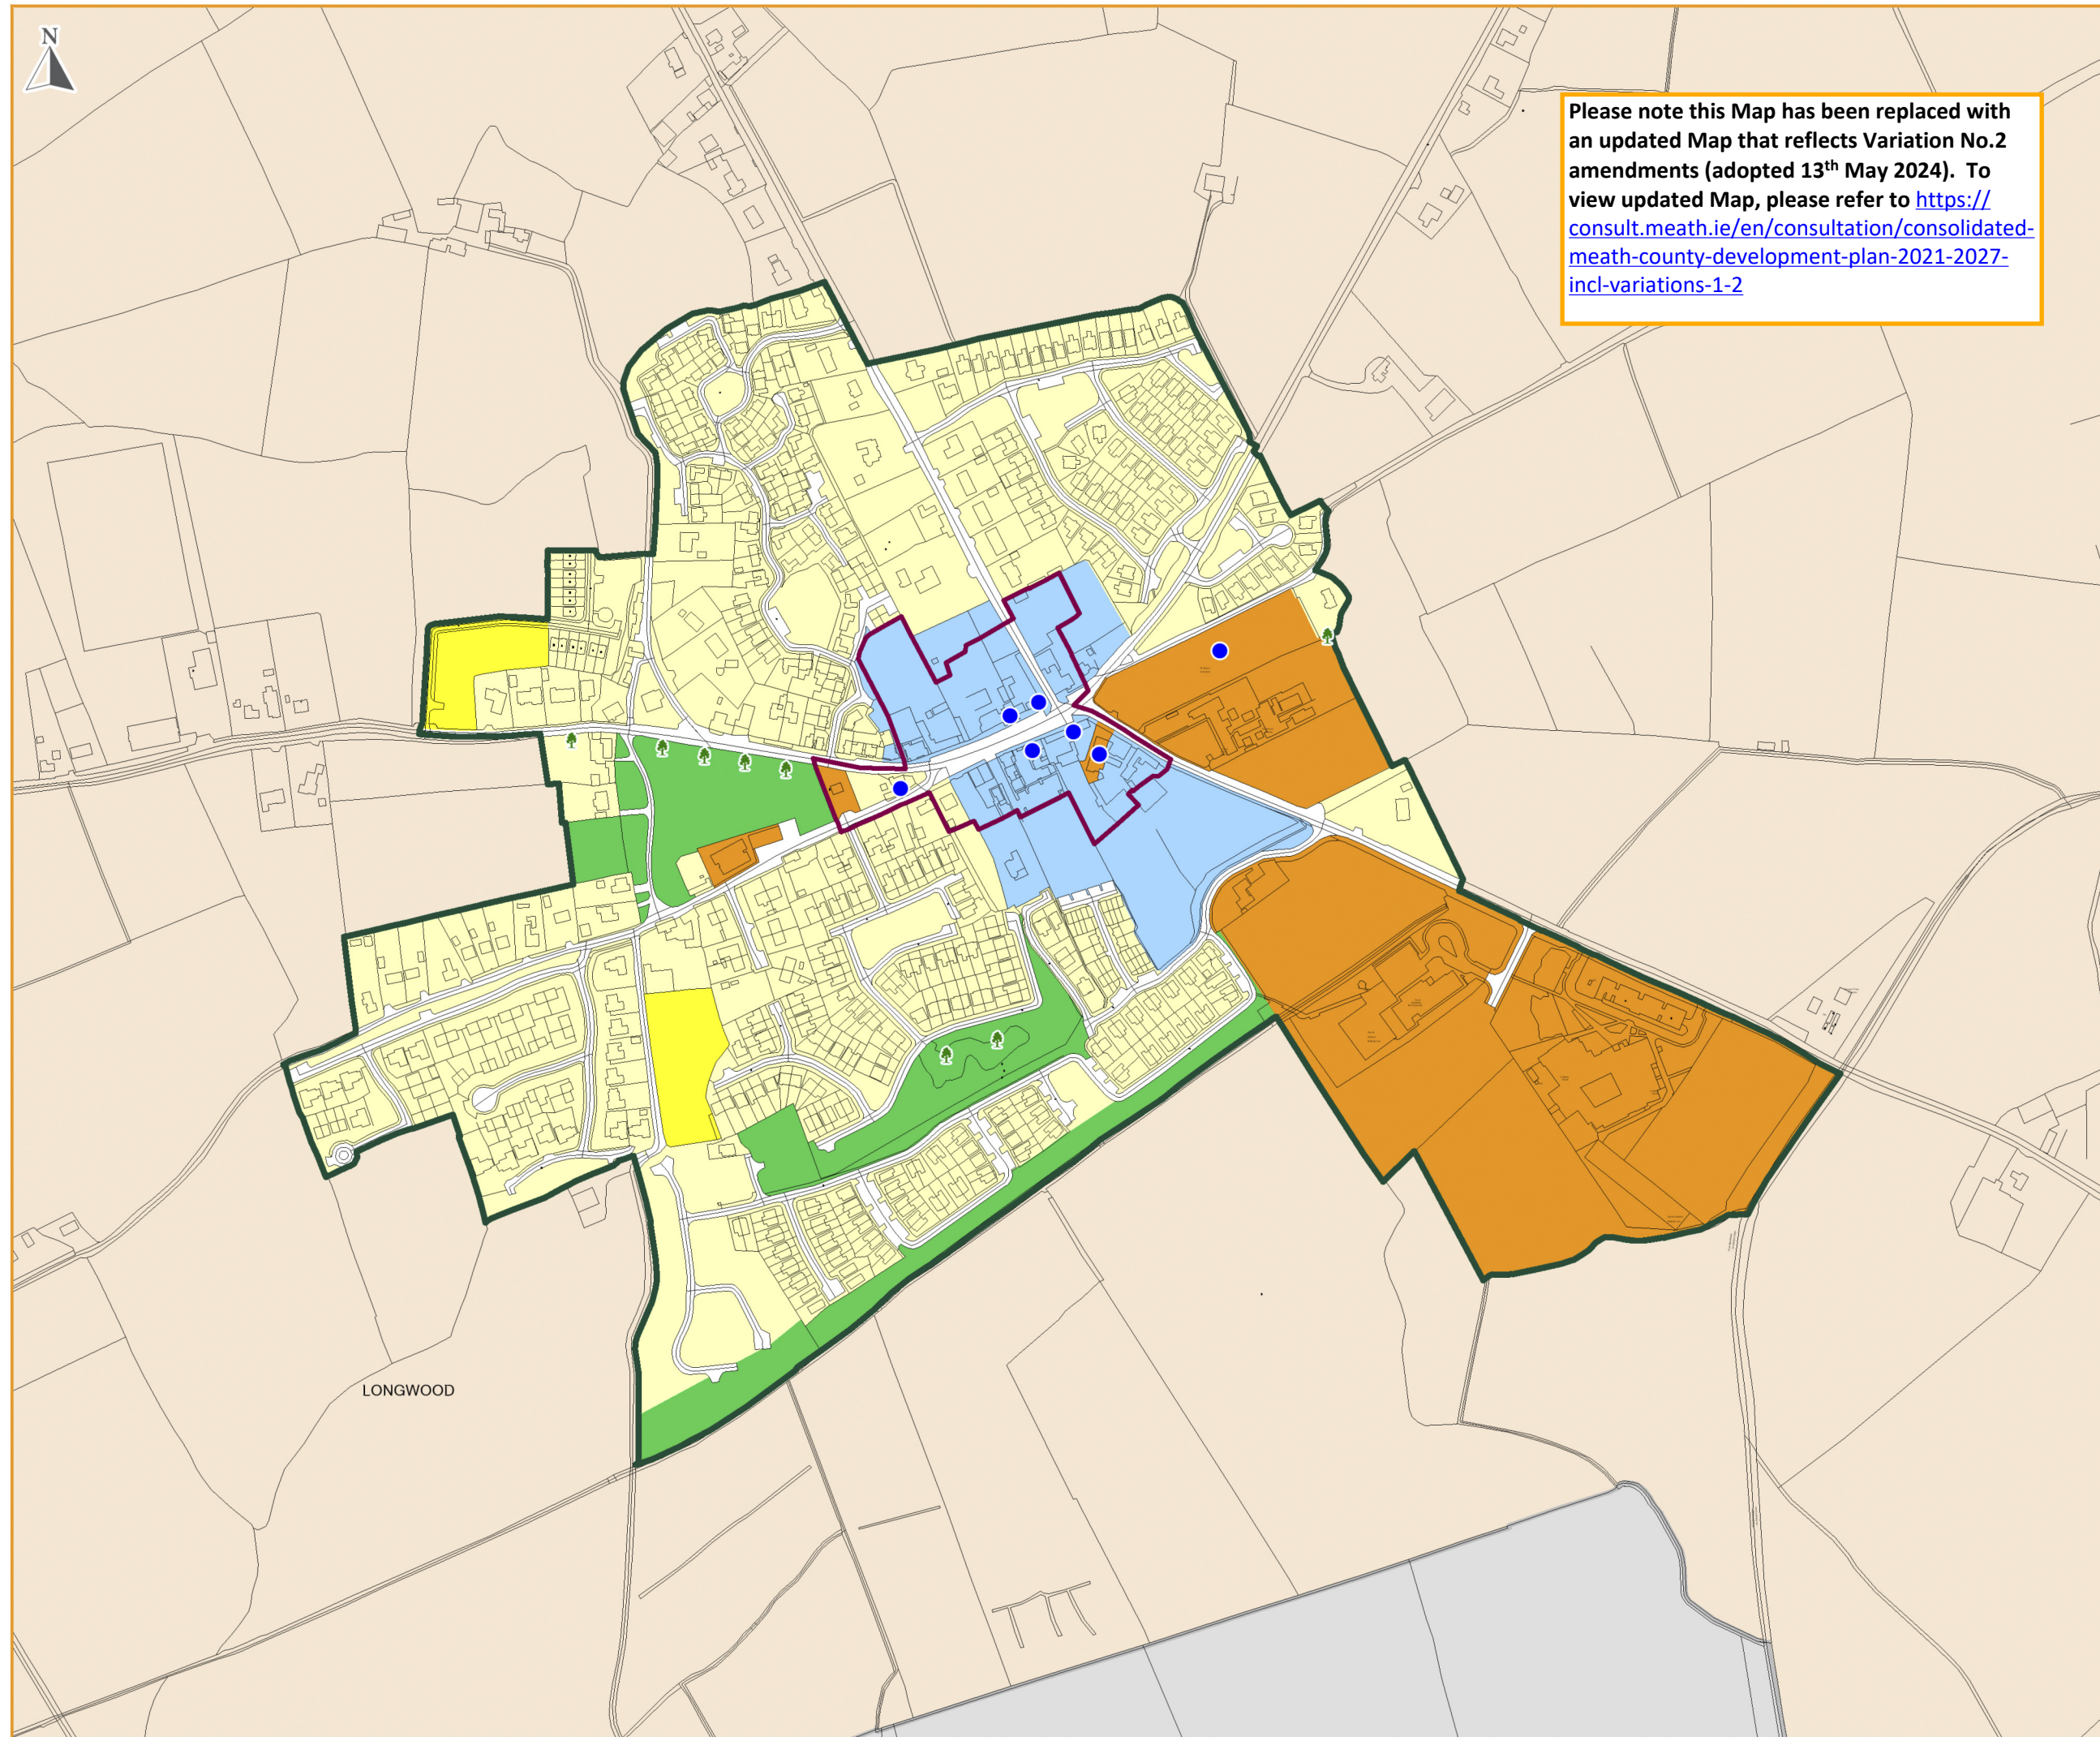 N
Please note this Map has been replaced with
an updated Map that reflects Variation No.2
amendments (adopted 13th May 2024).  To
view updated Map, please refer to https://
consult.meath.ie/en/consultation/consolidated-
meath-county-development-plan-2021-2027-
incl-variations-1-2
LONGWOOD